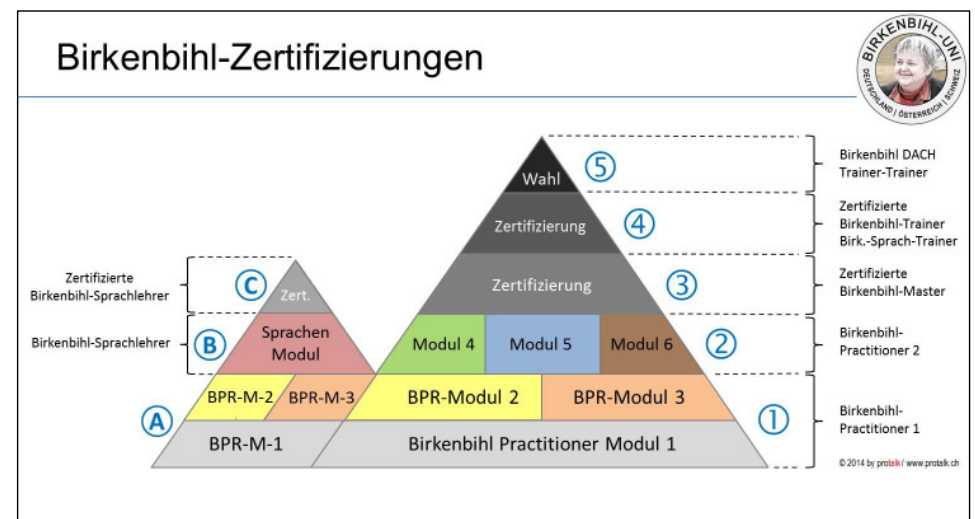 Birkenbihl-Zertifizierungen
BIRKENBIHL-UNI
DEUTSCHLAND | ÖSTERREICH | SCHWEIZ
Wahl
5
Birkenbihl DACH
Trainer-Trainer
Zertifizierung
4
Zertifizierte
Birkenbihl-Trainer
Birk.-Sprach-Trainer
Zertifizierte
Birkenbihl-Sprachlehrer
C
Zert.
Zertifizierung
3
Zertifizierte
Birkenbihl-Master
Birkenbihl-Sprachlehrer
B
Sprachen
Modul
Modul 4
Modul 5
Modul 6
2
Birkenbihl-
Practitioner 2
A
BPR-M-2
BPR-M-3
BPR-Modul 2
BPR-Modul 3
1
Birkenbihl-
Practitioner 1
BPR-M-1
Birkenbihl Practitioner Modul 1
© 2014 by protalk/ www.protalk.ch